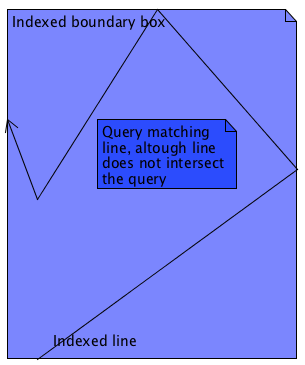 Indexed boundary box
Query matching
line, altough line
does not intersect
the query
Indexed line